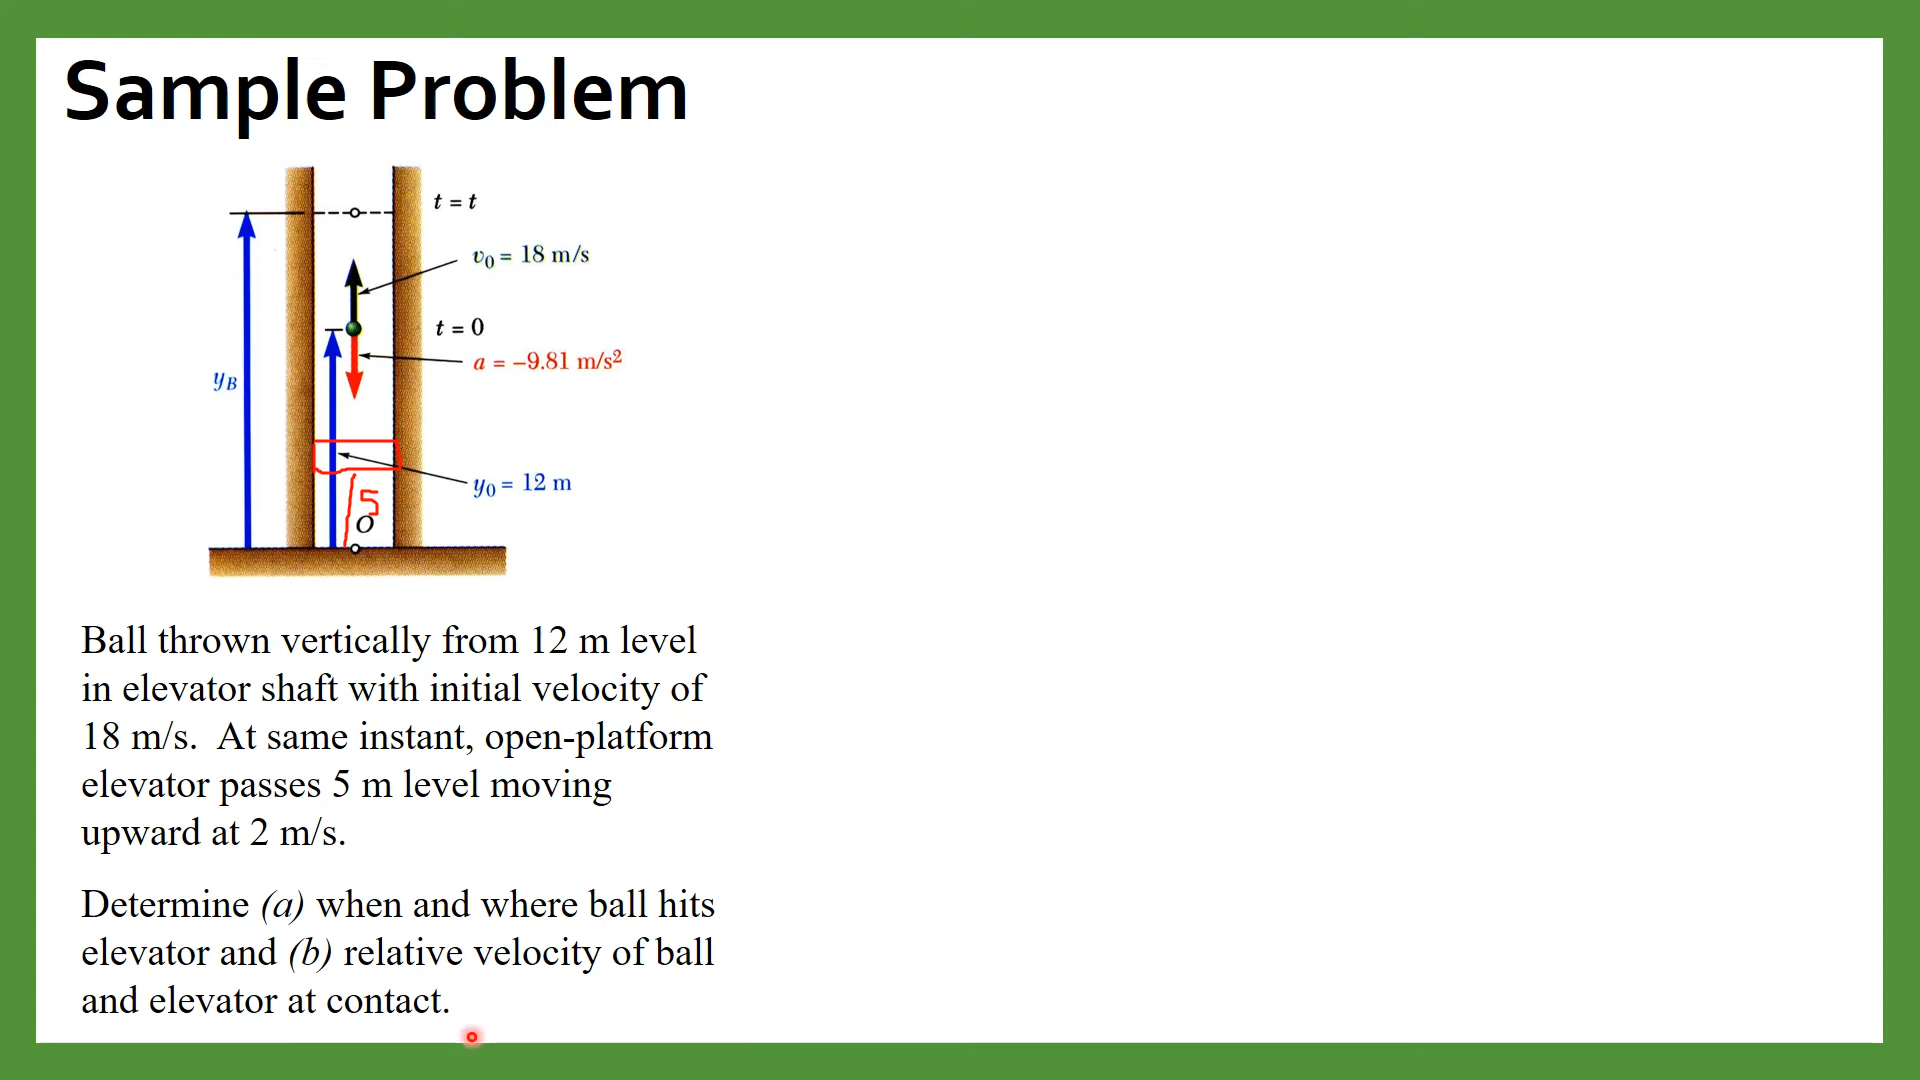 Sample Problem
t = t
v₀ = 18 m/s
t = 0
a = −9.81 m/s²
y_B
y₀ = 12 m
5
O
Ball thrown vertically from 12 m level
in elevator shaft with initial velocity of
18 m/s. At same instant, open-platform
elevator passes 5 m level moving
upward at 2 m/s.
Determine (a) when and where ball hits
elevator and (b) relative velocity of ball
and elevator at contact.